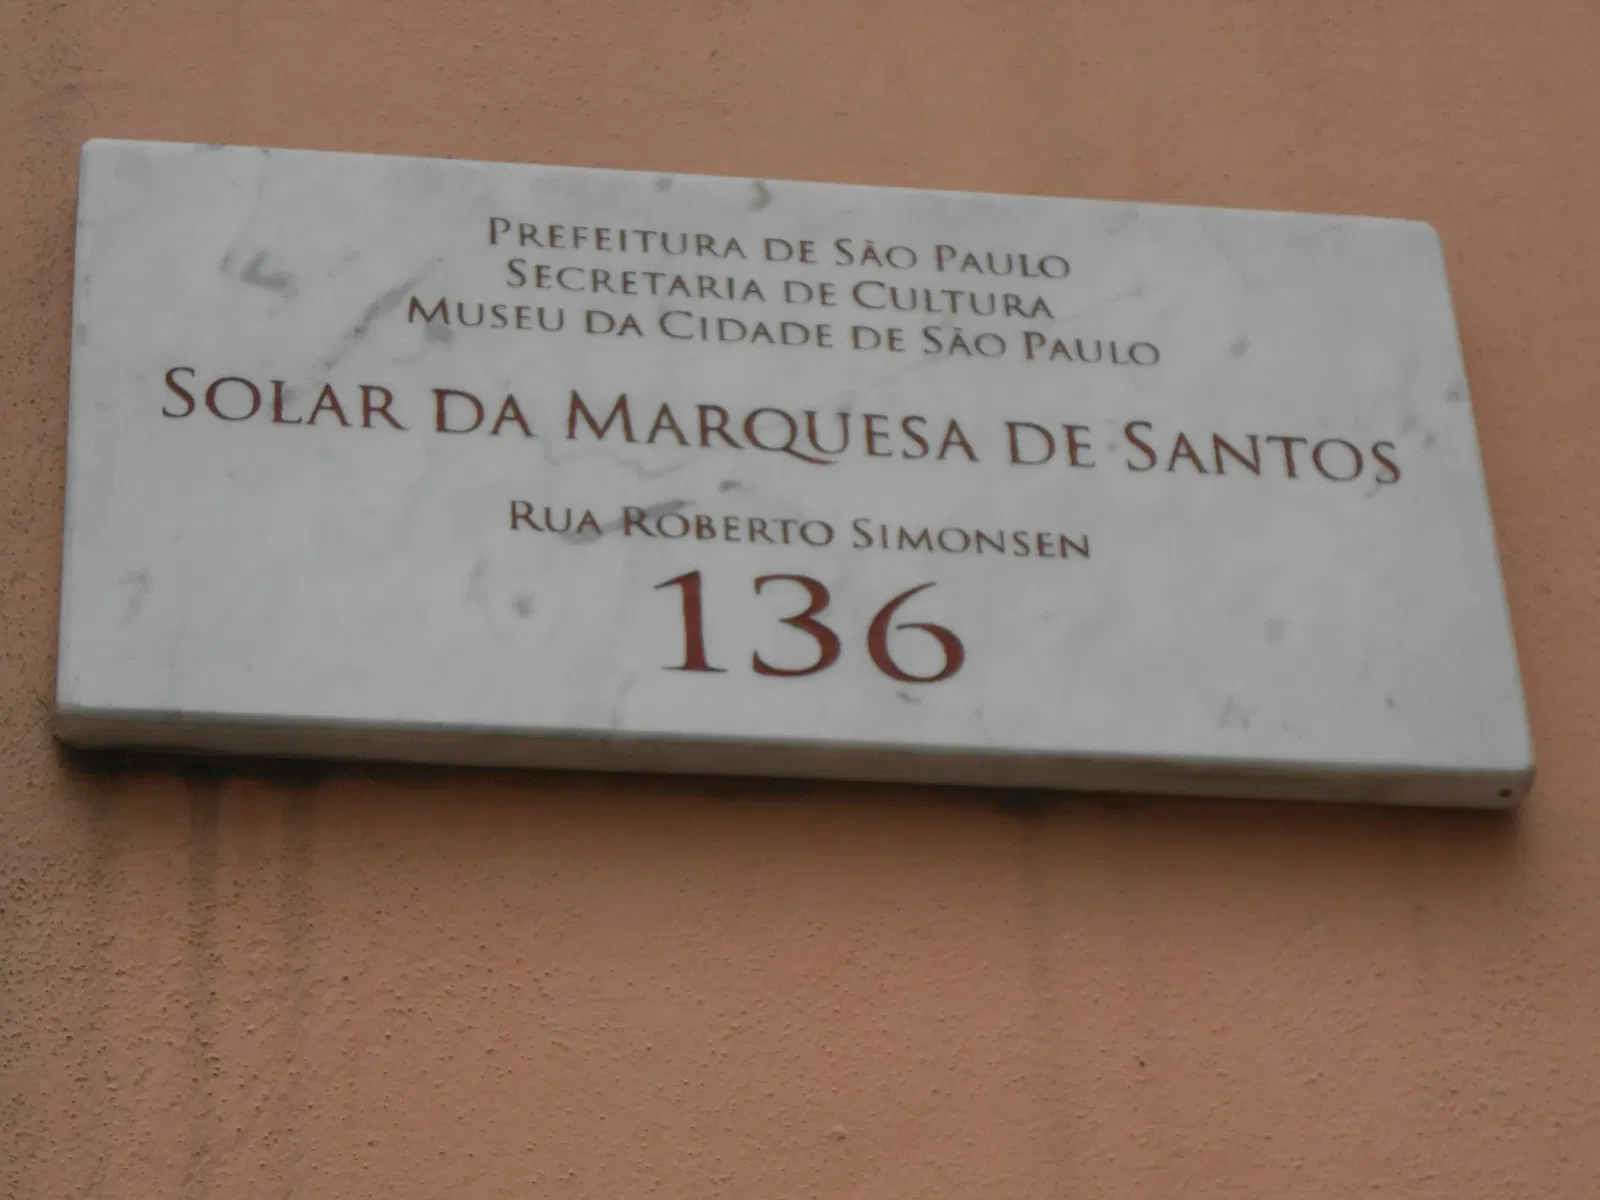 Prefeitura de São Paulo
Secretaria de Cultura
Museu da Cidade de São Paulo
Solar da Marquesa de Santos
Rua Roberto Simonsen
136